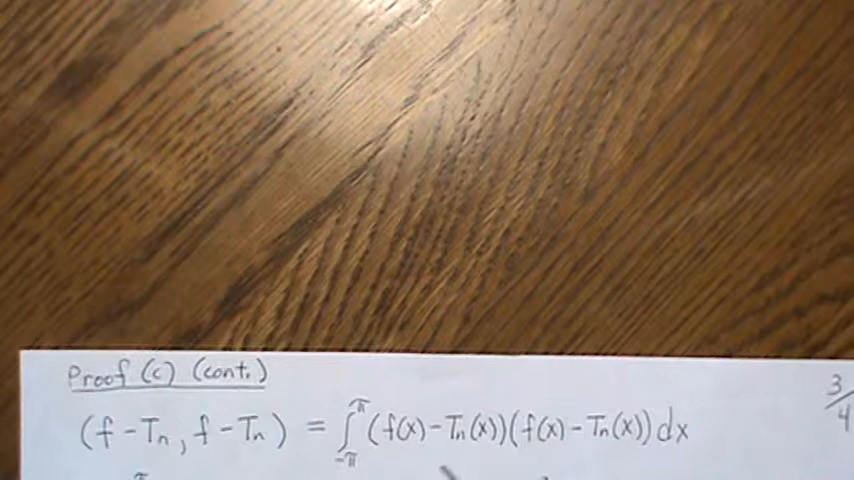 Proof (c) (cont.)
3/4
(f - Tₙ, f - Tₙ) = ∫_{-π}^{π} (f(x) - Tₙ(x))(f(x) - Tₙ(x)) dx